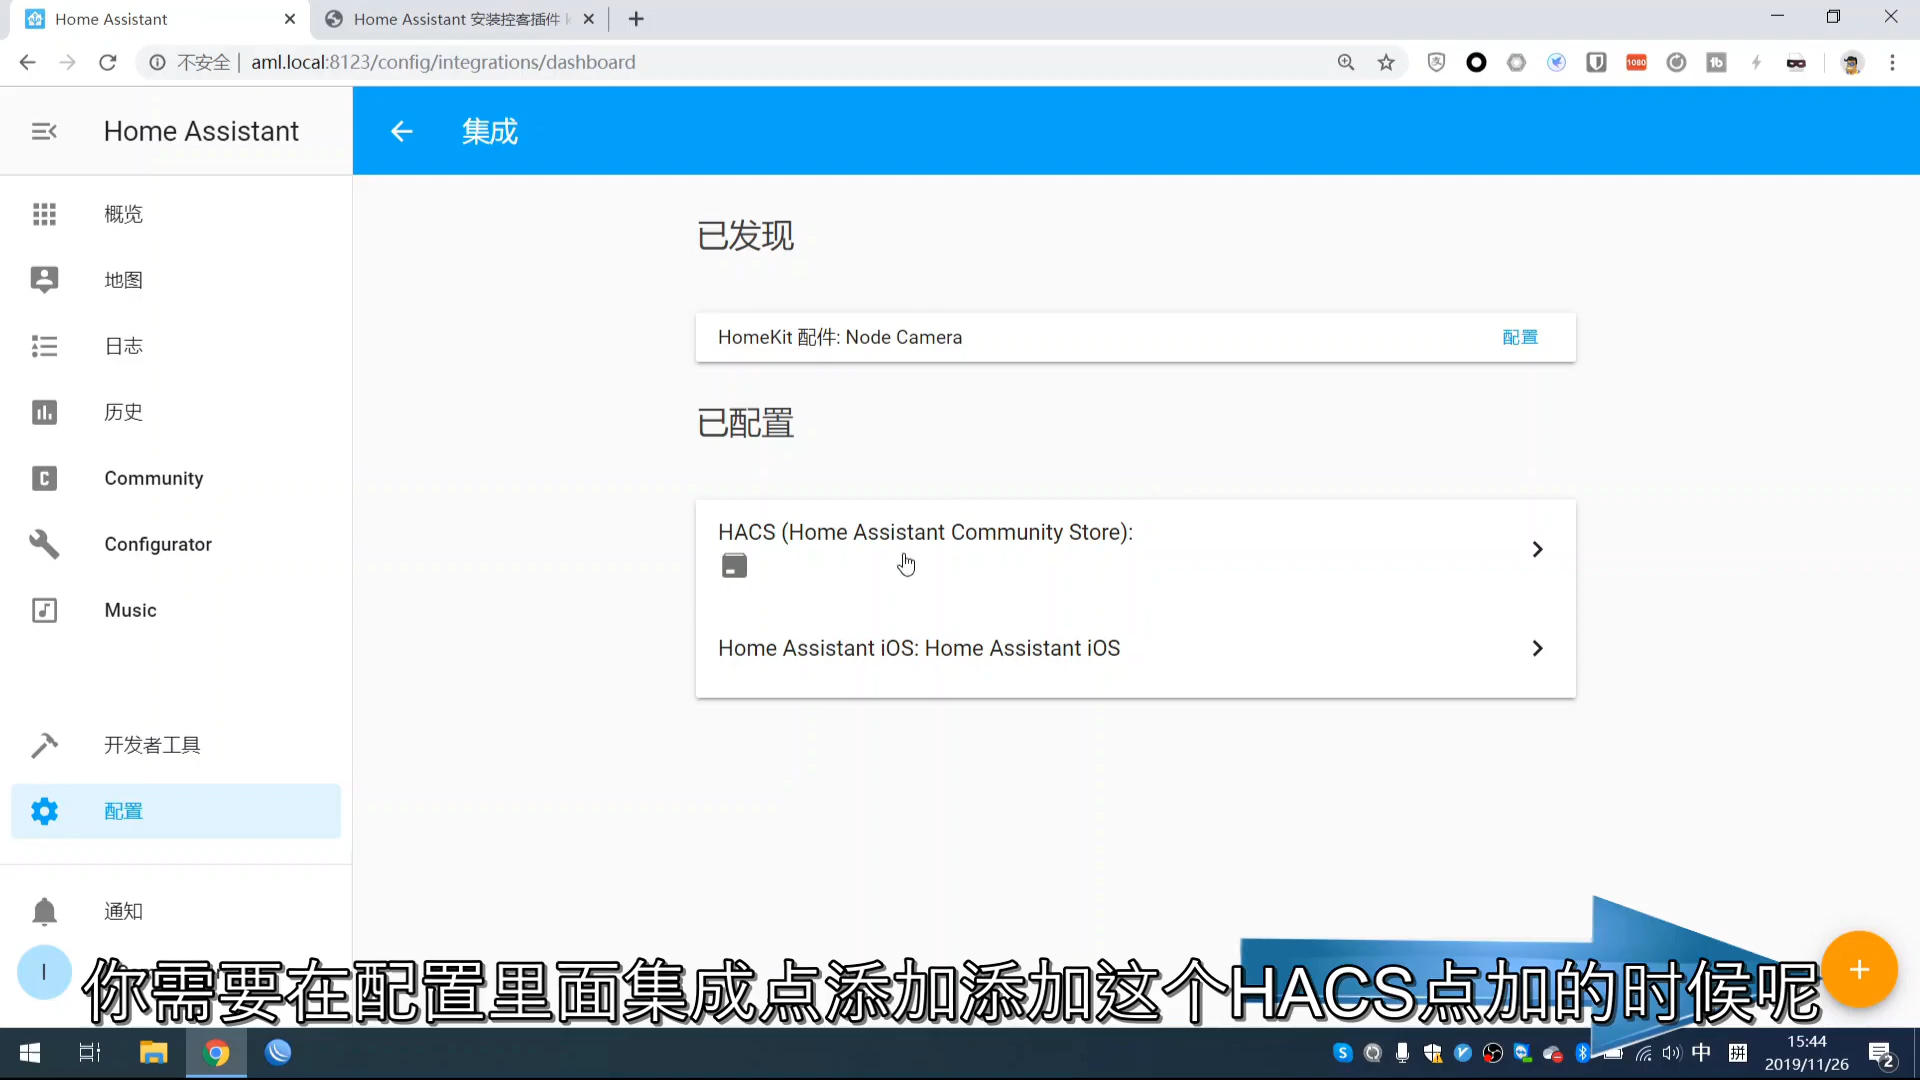 Home Assistant
Home Assistant 安装控客插件
不安全 | aml.local:8123/config/integrations/dashboard
Home Assistant
集成
概览
地图
日志
历史
Community
Configurator
Music
开发者工具
配置
通知
已发现
HomeKit 配件: Node Camera
配置
已配置
HACS (Home Assistant Community Store):
Home Assistant iOS: Home Assistant iOS
你需要在配置里面集成点添加添加这个HACS点加的时候呢
中
拼
15:44
2019/11/26
2